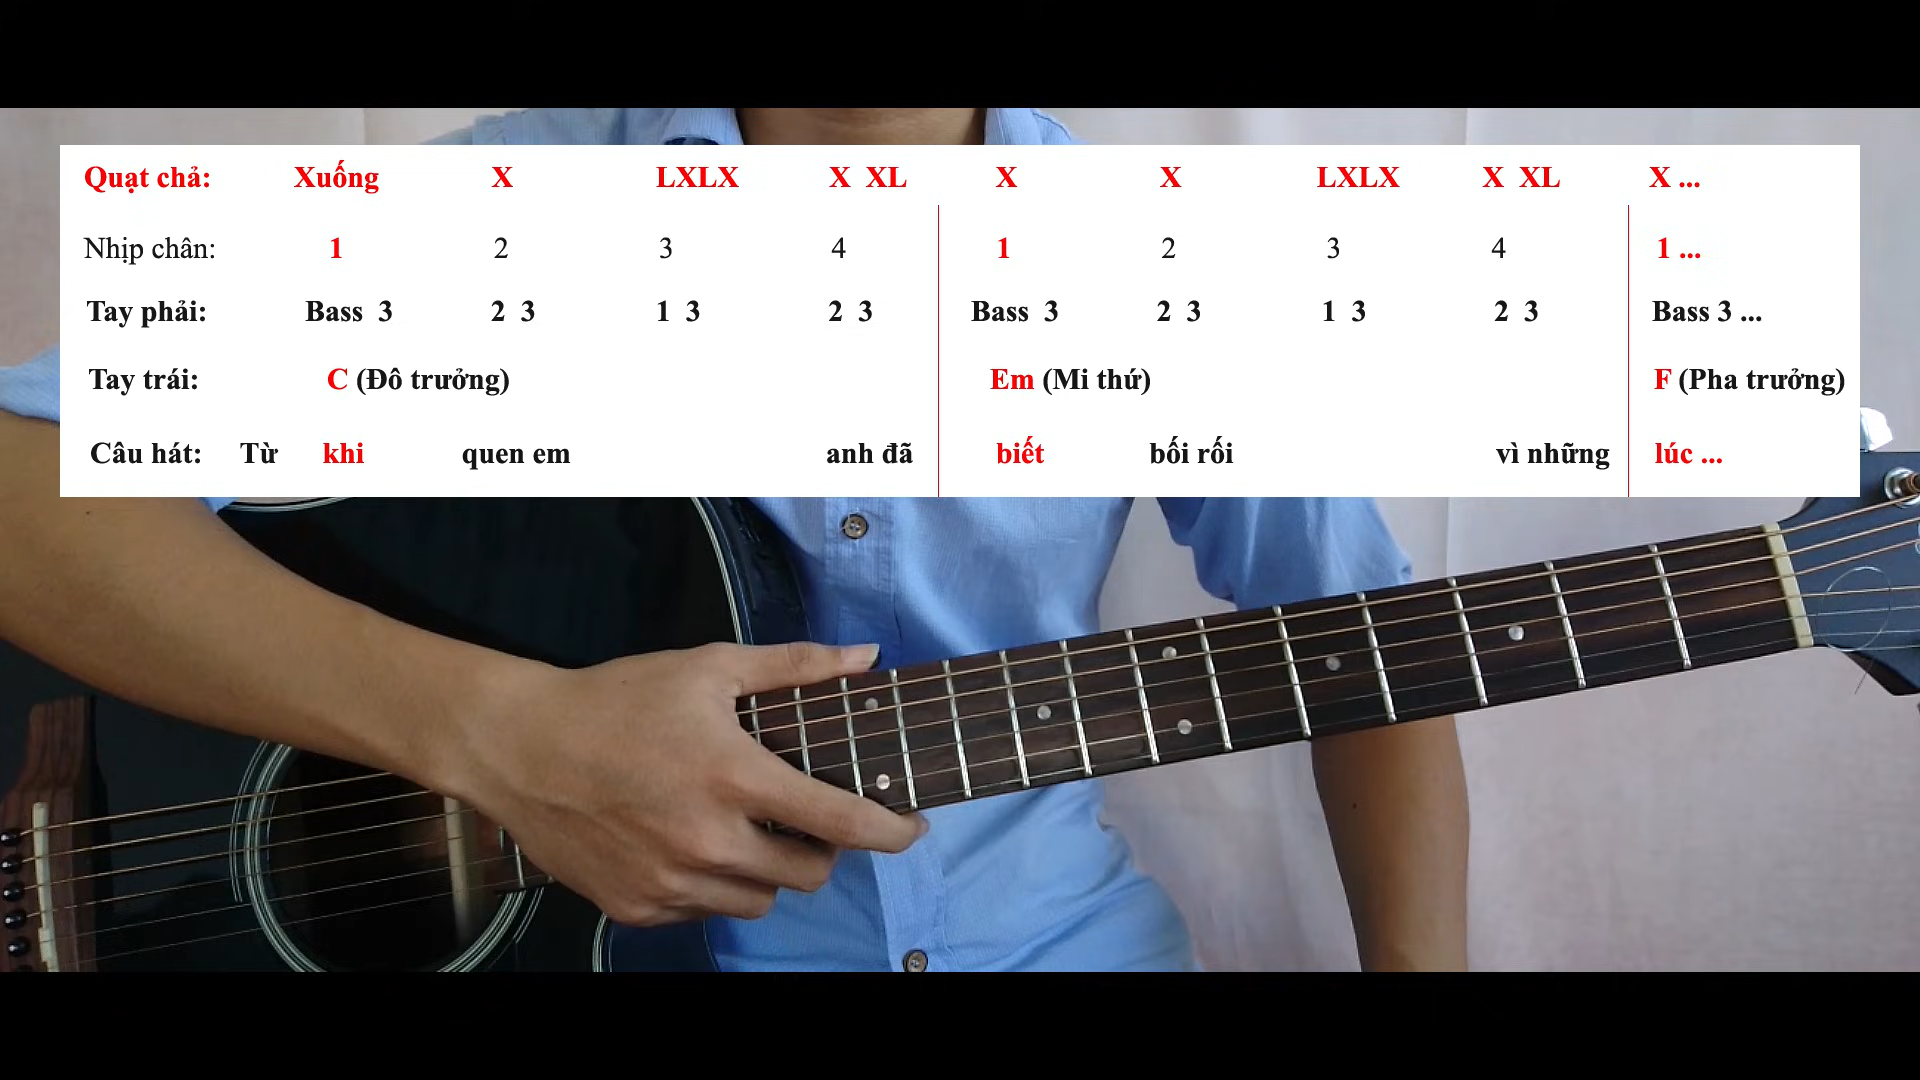 Quạt chả: Xuống X LXLX X XL X X LXLX X XL X ...
Nhịp chân: 1 2 3 4 1 2 3 4 1 ...
Tay phải: Bass 3 2 3 1 3 2 3 Bass 3 2 3 1 3 2 3 Bass 3 ...
Tay trái: C (Đô trưởng) Em (Mi thứ) F (Pha trưởng)
Câu hát: Từ khi quen em anh đã biết bối rối vì những lúc ...